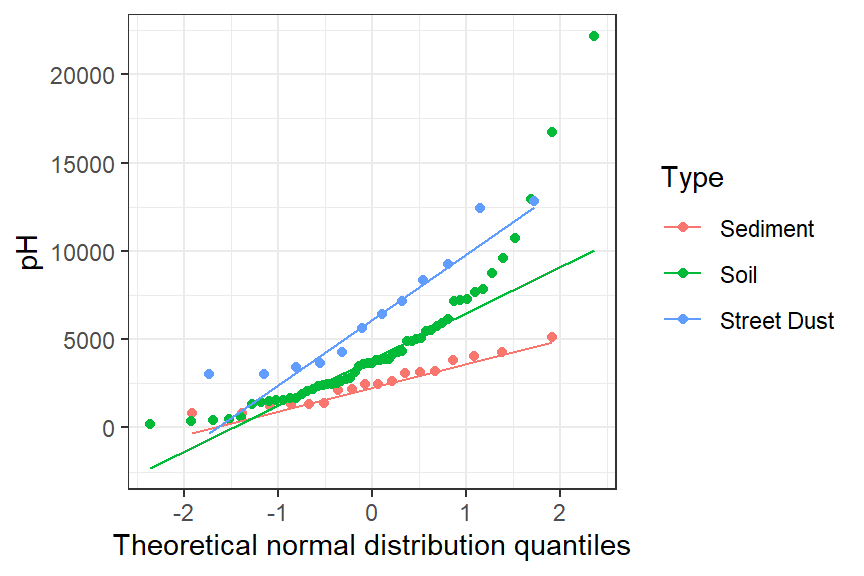 20000
15000
10000
5000
0
pH
-2 -1 0 1 2
Theoretical normal distribution quantiles
Type
Sediment
Soil
Street Dust